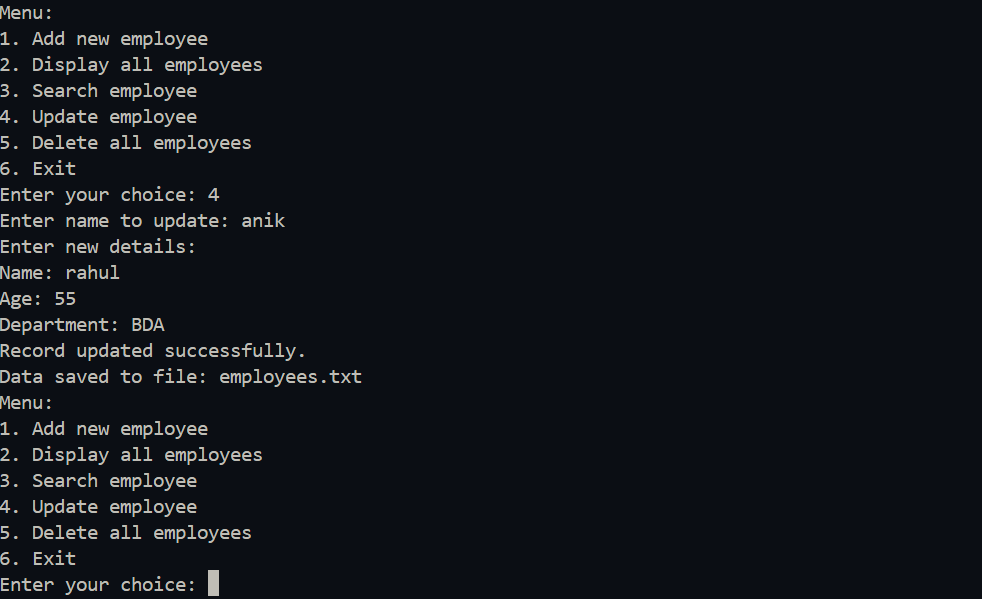 Menu:
1. Add new employee
2. Display all employees
3. Search employee
4. Update employee
5. Delete all employees
6. Exit
Enter your choice: 4
Enter name to update: anik
Enter new details:
Name: rahul
Age: 55
Department: BDA
Record updated successfully.
Data saved to file: employees.txt
Menu:
1. Add new employee
2. Display all employees
3. Search employee
4. Update employee
5. Delete all employees
6. Exit
Enter your choice: